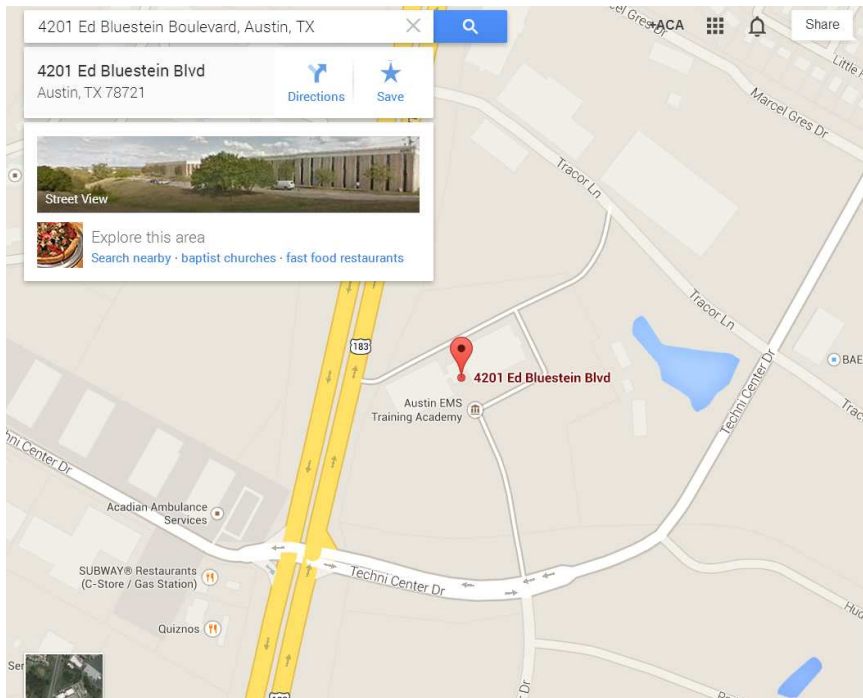 4201 Ed Bluestein Boulevard, Austin, TX
+ACA
Share
4201 Ed Bluestein Blvd
Austin, TX 78721
Directions
Save
Street View
Explore this area
Search nearby · baptist churches · fast food restaurants
Marcel Gres Dr
Tracor Ln
Tracor Ln
183
4201 Ed Bluestein Blvd
BAE
Austin EMS
Training Academy
Techni Center Dr
Acadian Ambulance
Services
Techni Center Dr
SUBWAY® Restaurants
(C-Store / Gas Station)
Quiznos